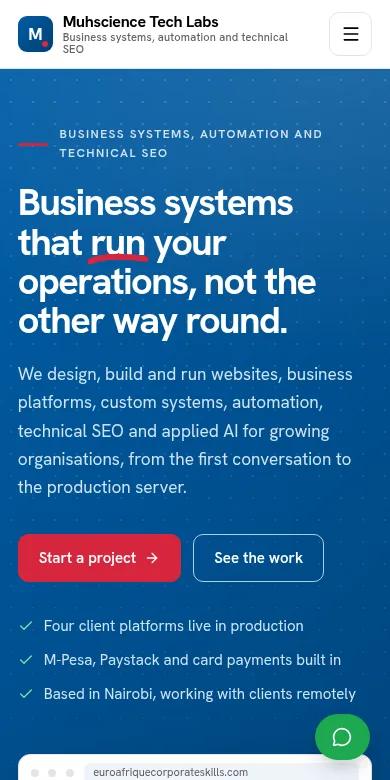 M
Muhscience Tech Labs
Business systems, automation and technical
SEO
BUSINESS SYSTEMS, AUTOMATION AND
TECHNICAL SEO
Business systems
that run your
operations, not the
other way round.
We design, build and run websites, business
platforms, custom systems, automation,
technical SEO and applied AI for growing
organisations, from the first conversation to
the production server.
Start a project →
See the work
Four client platforms live in production
M-Pesa, Paystack and card payments built in
Based in Nairobi, working with clients remotely
euroafriquecorporateskills.com